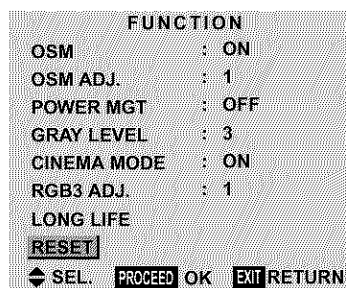 FUNCTION
OSM : ON
OSM ADJ. : 1
POWER MGT : OFF
GRAY LEVEL : 3
CINEMA MODE : ON
RGB3 ADJ. : 1
LONG LIFE
RESET
SEL. PROCEED OK EXIT RETURN